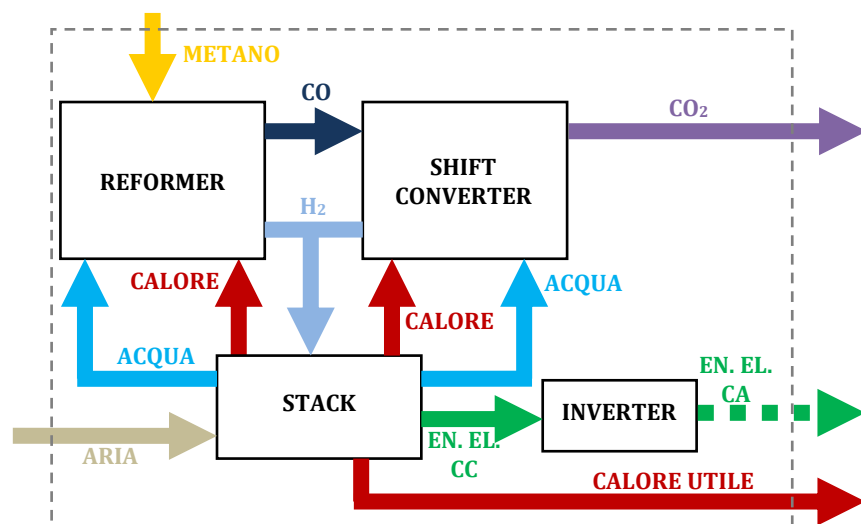 METANO
CO
CO₂
REFORMER
SHIFT
CONVERTER
H₂
CALORE
ACQUA
CALORE
ACQUA
EN. EL.
CA
STACK
INVERTER
EN. EL.
CC
ARIA
CALORE UTILE